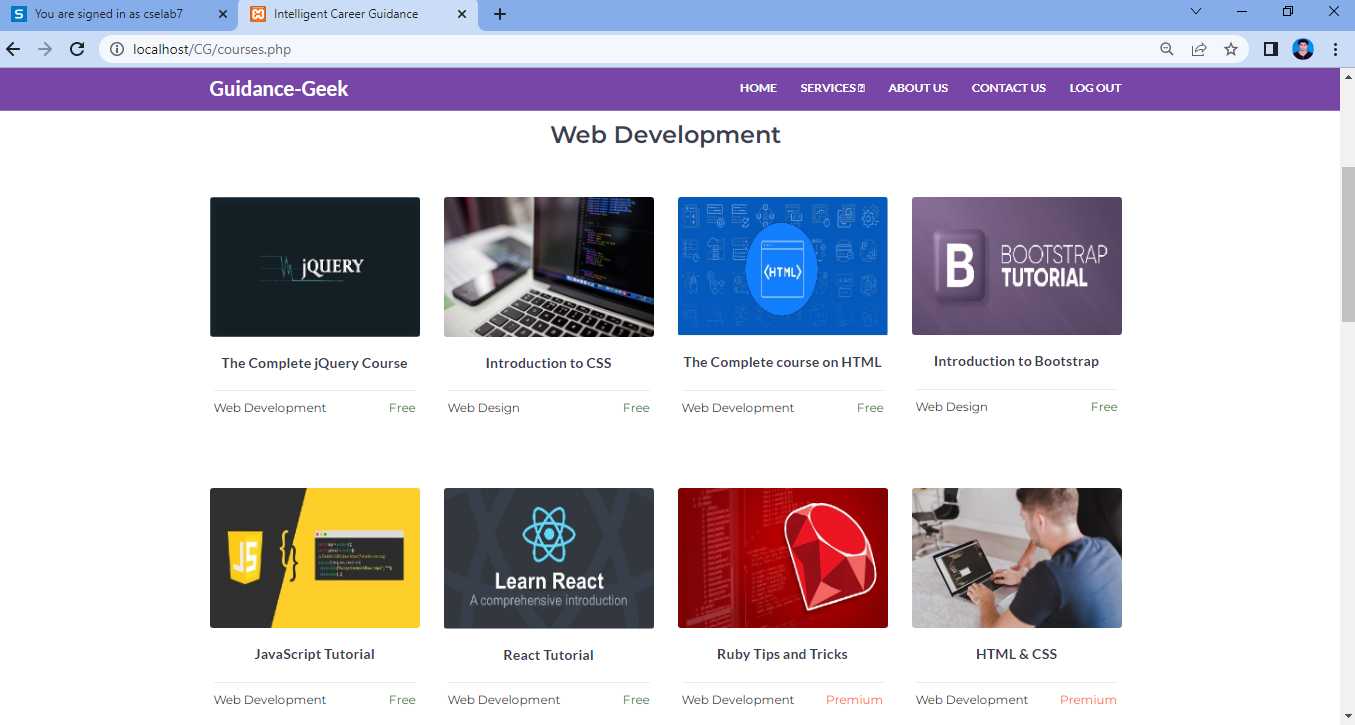 You are signed in as cselab7
Intelligent Career Guidance
localhost/CG/courses.php
Guidance-Geek
HOME
SERVICES
ABOUT US
CONTACT US
LOG OUT
Web Development
jQUERY
<HTML>
B BOOTSTRAP
TUTORIAL
The Complete jQuery Course
Introduction to CSS
The Complete course on HTML
Introduction to Bootstrap
Web Development Free
Web Design Free
Web Development Free
Web Design Free
JS
Learn React
A comprehensive introduction
JavaScript Tutorial
React Tutorial
Ruby Tips and Tricks
HTML & CSS
Web Development Free
Web Development Free
Web Development Premium
Web Development Premium